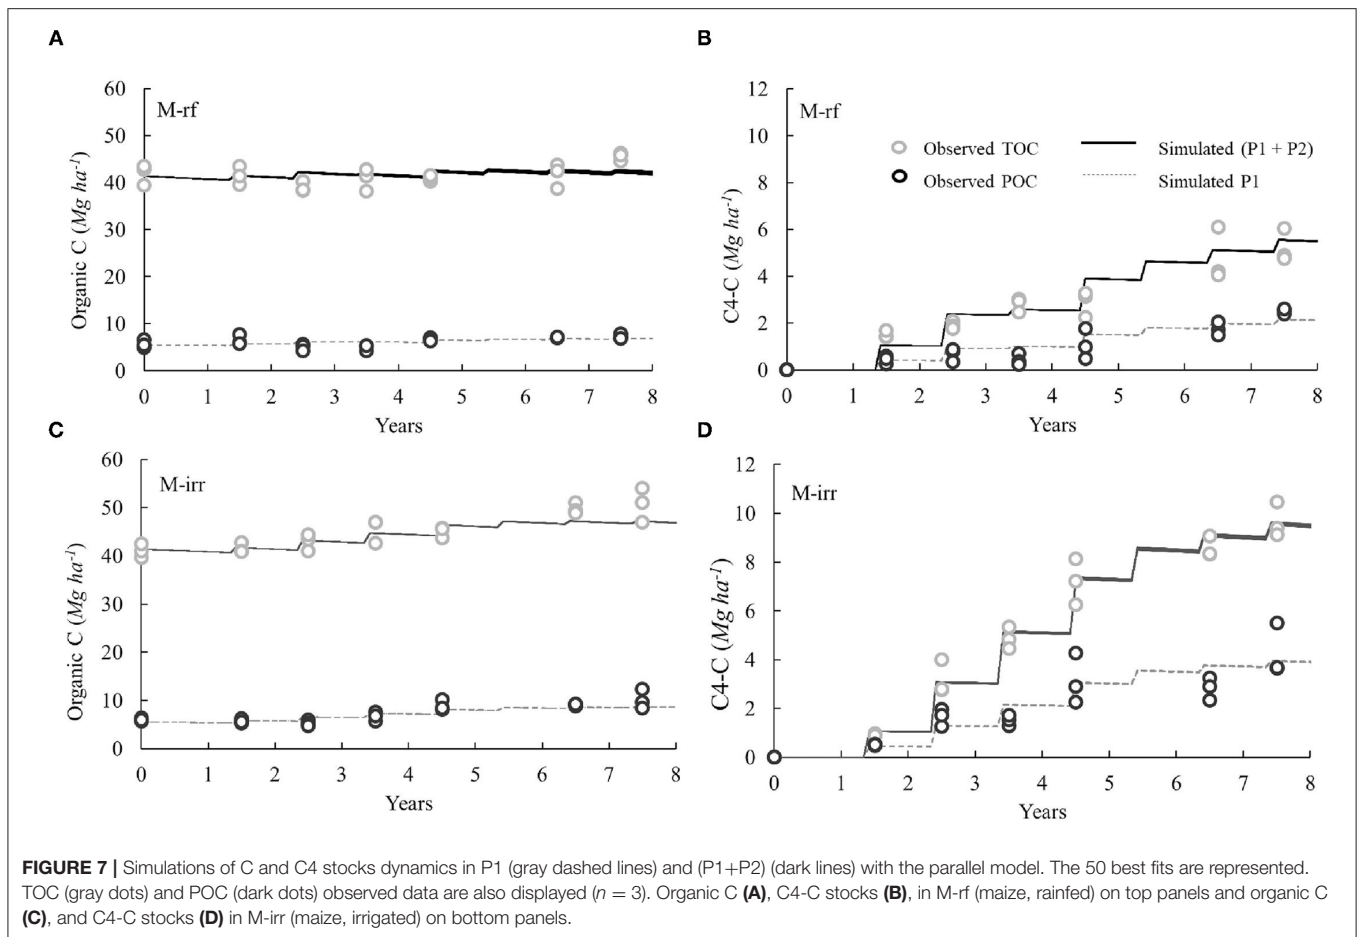 A
60
50
40
30
20
10
0
Organic C (Mg ha-1)
M-rf
0 1 2 3 4 5 6 7 8
Years
B
12
10
8
6
4
2
0
C4-C (Mg ha-1)
M-rf
Observed TOC
Simulated (P1 + P2)
Observed POC
Simulated P1
0 1 2 3 4 5 6 7 8
Years
C
60
50
40
30
20
10
0
Organic C (Mg ha-1)
M-irr
0 1 2 3 4 5 6 7 8
Years
D
12
10
8
6
4
2
0
C4-C (Mg ha-1)
M-irr
0 1 2 3 4 5 6 7 8
Years
FIGURE 7 | Simulations of C and C4 stocks dynamics in P1 (gray dashed lines) and (P1+P2) (dark lines) with the parallel model. The 50 best fits are represented.
TOC (gray dots) and POC (dark dots) observed data are also displayed (n = 3). Organic C (A), C4-C stocks (B), in M-rf (maize, rainfed) on top panels and organic C
(C), and C4-C stocks (D) in M-irr (maize, irrigated) on bottom panels.